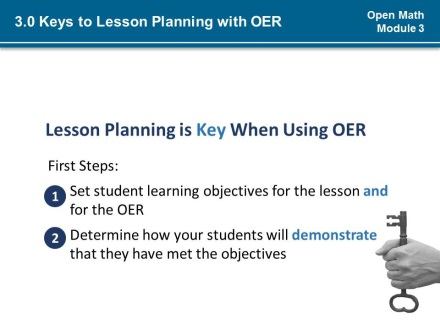 3.0 Keys to Lesson Planning with OER
Open Math
Module 3
Lesson Planning is Key When Using OER
First Steps:
1 Set student learning objectives for the lesson and
for the OER
2 Determine how your students will demonstrate
that they have met the objectives